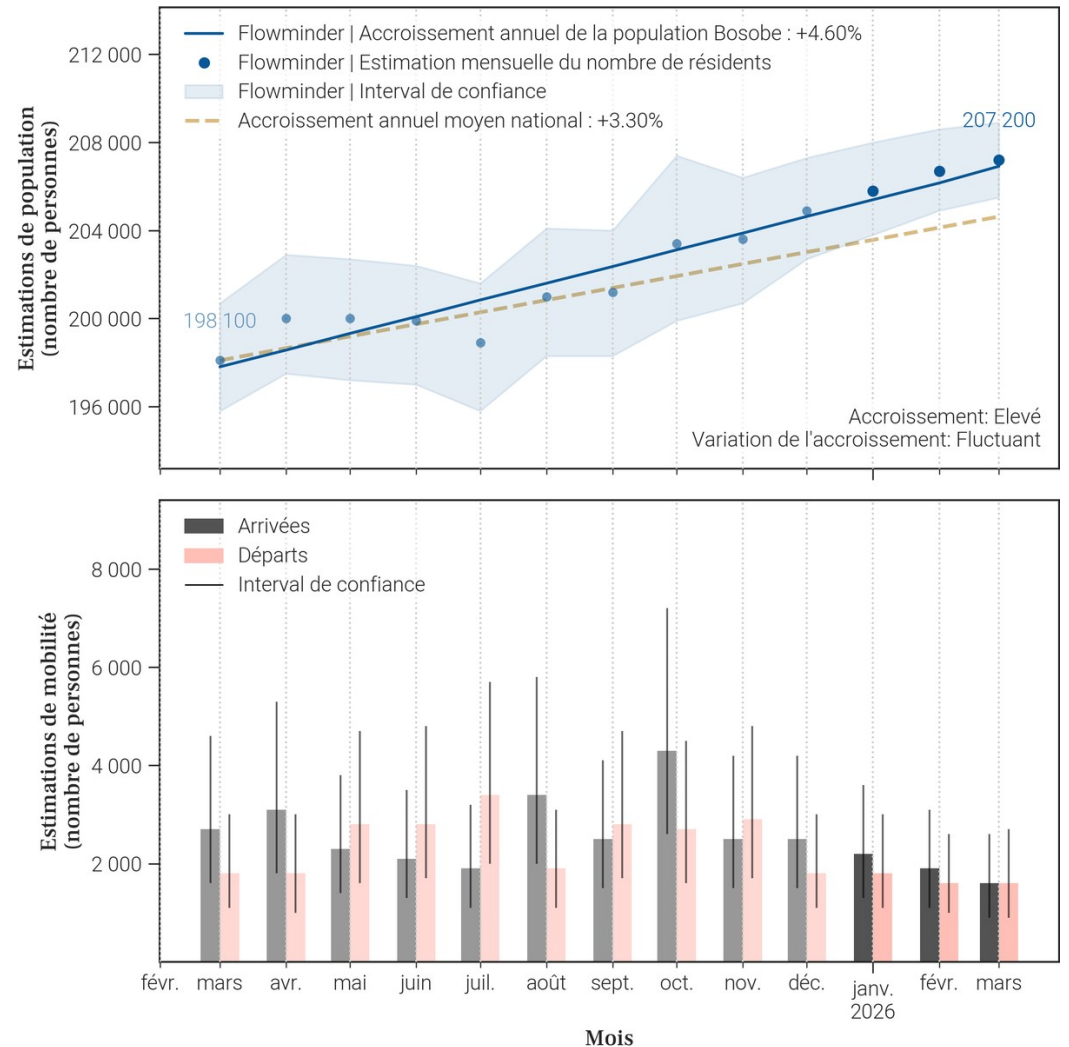 Flowminder | Accroissement annuel de la population Bosobe : +4.60%
Flowminder | Estimation mensuelle du nombre de résidents
Flowminder | Interval de confiance
Accroissement annuel moyen national : +3.30%
212 000
208 000
204 000
200 000
196 000
Estimations de population
(nombre de personnes)
198 100
207 200
Accroissement: Elevé
Variation de l'accroissement: Fluctuant
Arrivées
Départs
Interval de confiance
8 000
6 000
4 000
2 000
Estimations de mobilité
(nombre de personnes)
févr. mars avr. mai juin juil. août sept. oct. nov. déc. janv. févr. mars
2026
Mois